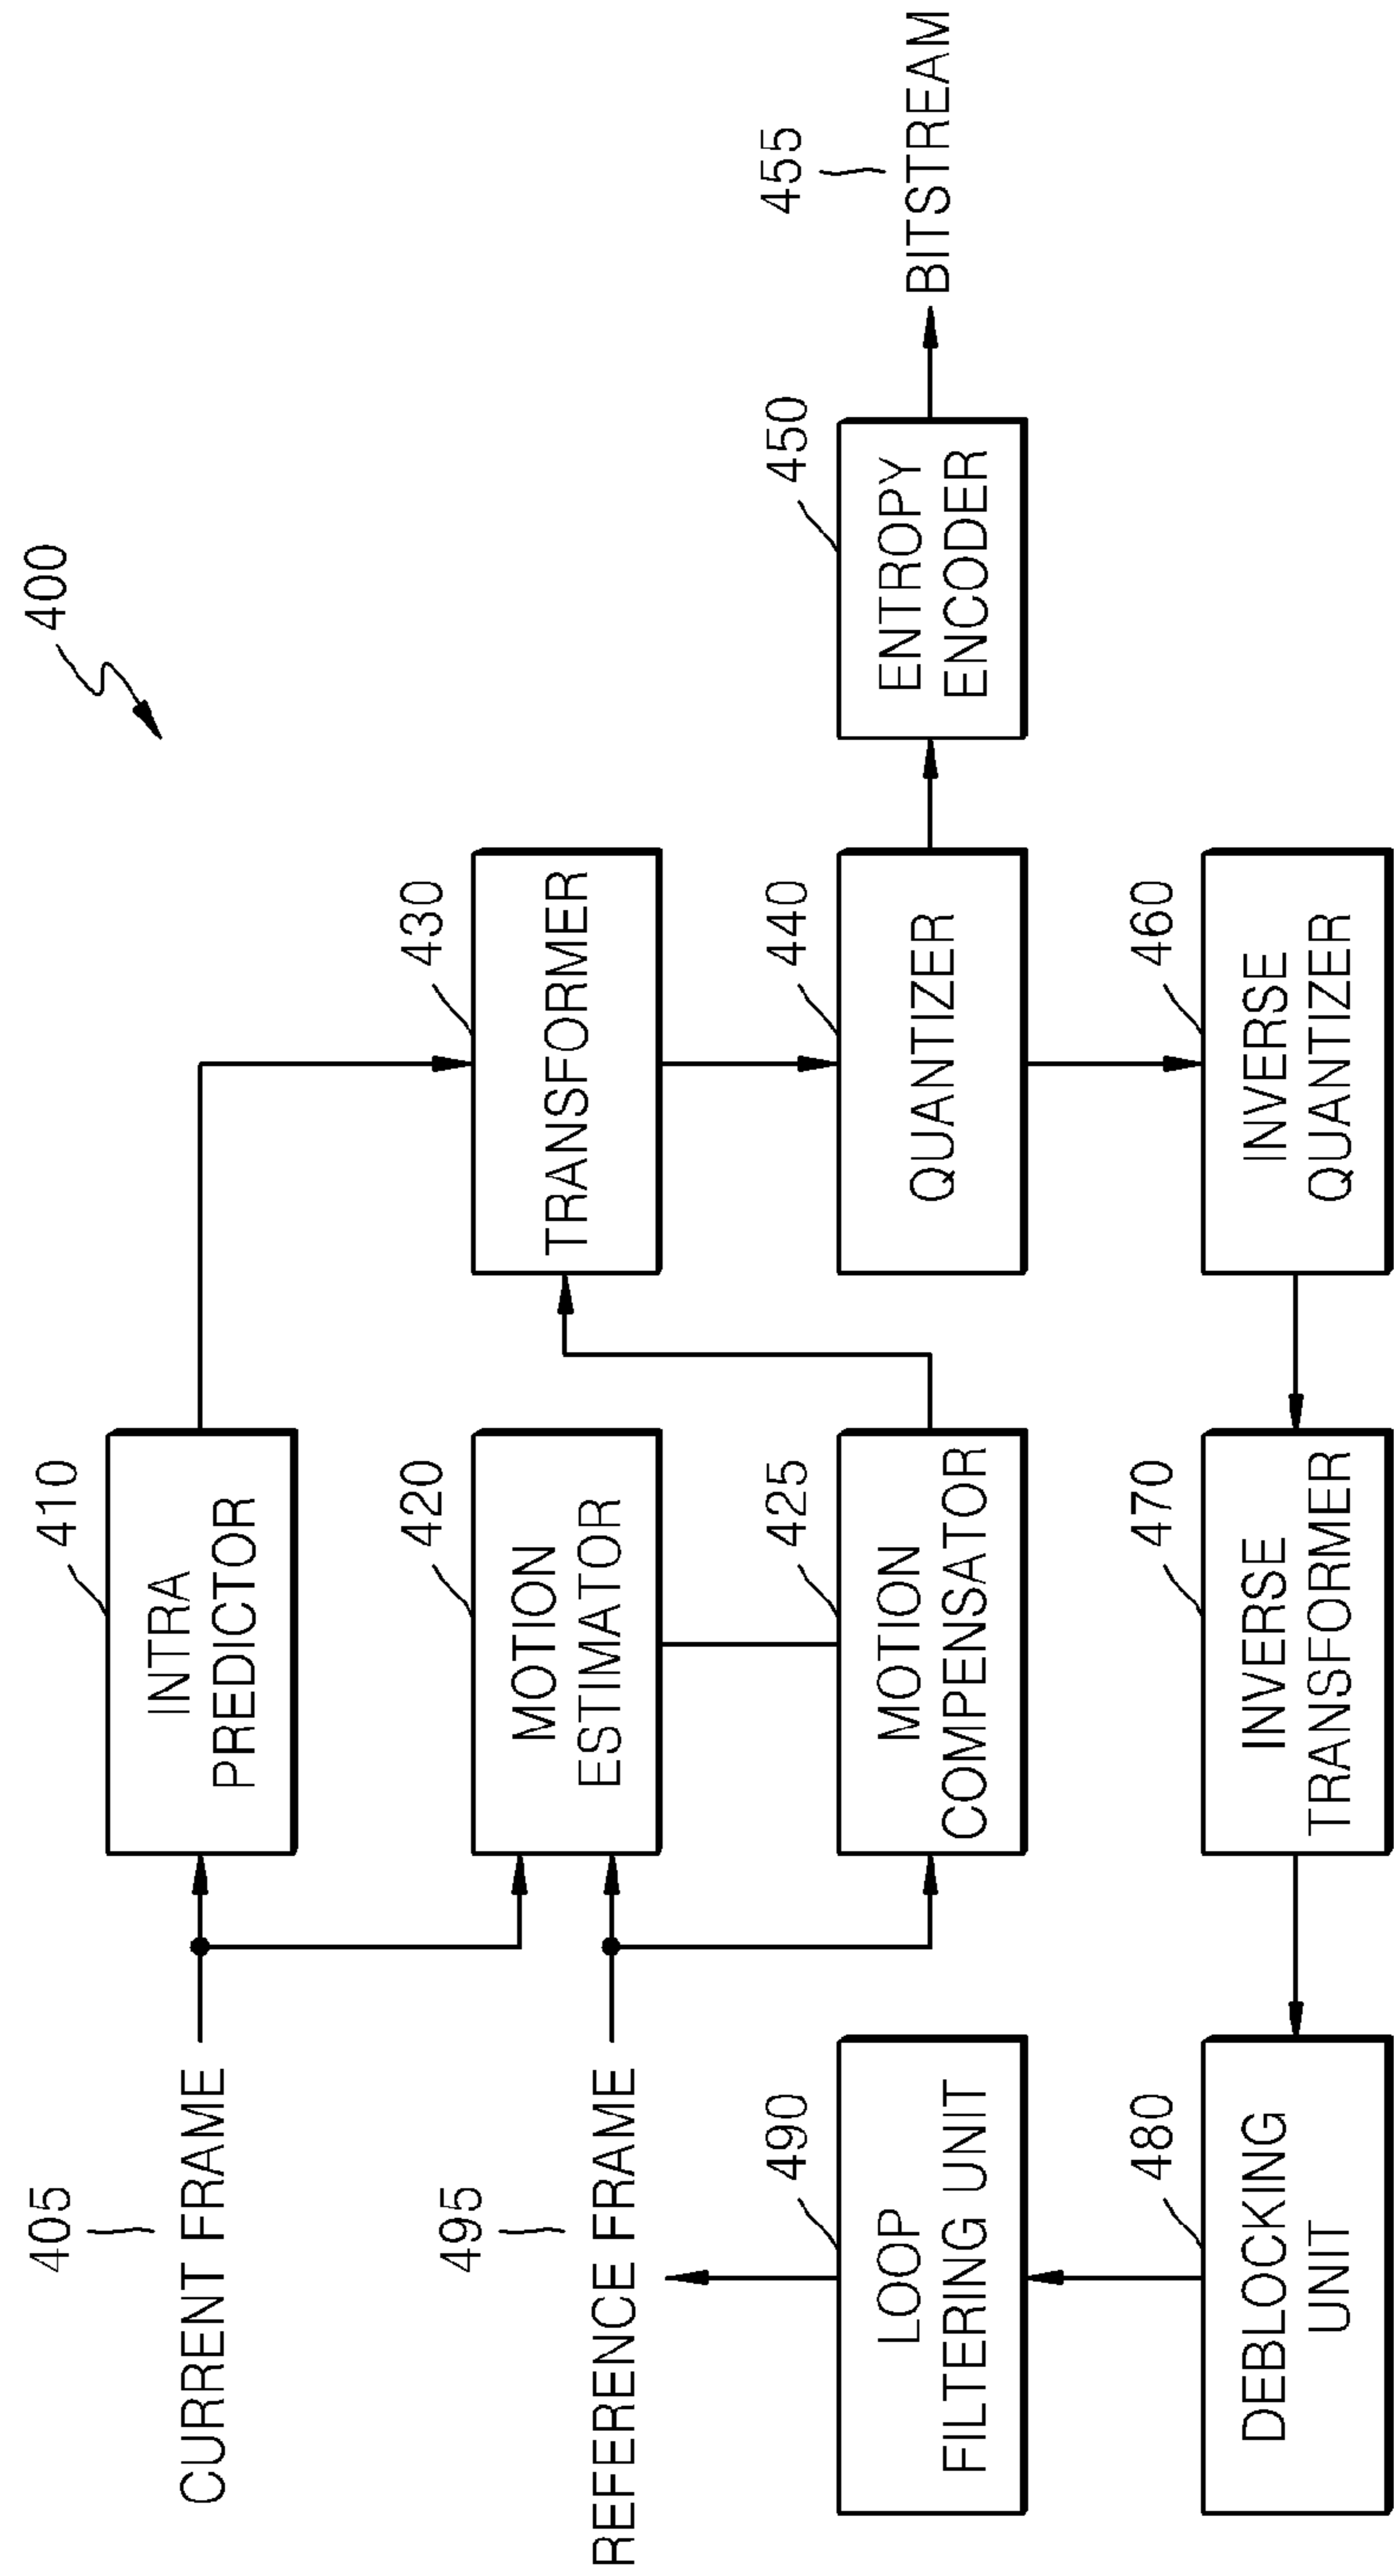 400
405
CURRENT FRAME
410
INTRA
PREDICTOR
495
REFERENCE FRAME
420
MOTION
ESTIMATOR
430
TRANSFORMER
490
LOOP
FILTERING UNIT
425
MOTION
COMPENSATOR
440
QUANTIZER
450
ENTROPY
ENCODER
455
BITSTREAM
480
DEBLOCKING
UNIT
470
INVERSE
TRANSFORMER
460
INVERSE
QUANTIZER